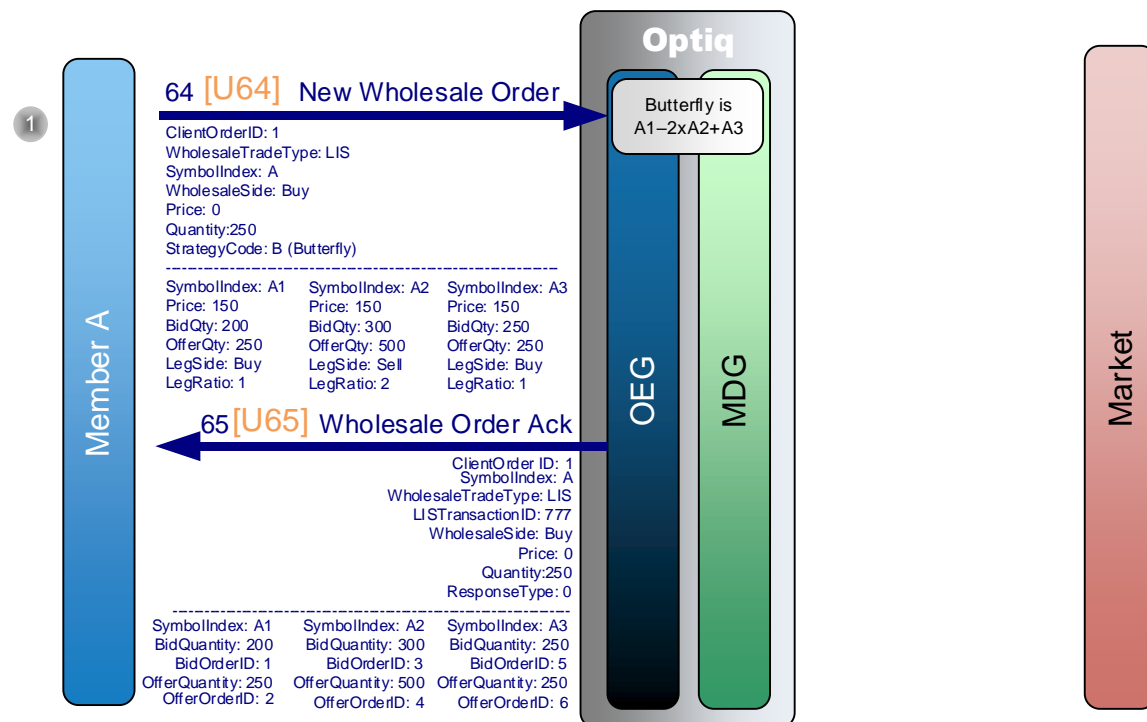 Optiq
64 [U64] New Wholesale Order
Butterfly is
A1–2xA2+A3
1
ClientOrderID: 1
WholesaleTradeType: LIS
SymbolIndex: A
WholesaleSide: Buy
Price: 0
Quantity:250
StrategyCode: B (Butterfly)
----------------------------------------------------------------
SymbolIndex: A1 SymbolIndex: A2 SymbolIndex: A3
Price: 150 Price: 150 Price: 150
BidQty: 200 BidQty: 300 BidQty: 250
OfferQty: 250 OfferQty: 500 OfferQty: 250
LegSide: Buy LegSide: Sell LegSide: Buy
LegRatio: 1 LegRatio: 2 LegRatio: 1
Member A
OEG
MDG
Market
65 [U65] Wholesale Order Ack
ClientOrder ID: 1
SymbolIndex: A
WholesaleTradeType: LIS
LISTransactionID: 777
WholesaleSide: Buy
Price: 0
Quantity:250
ResponseType: 0
----------------------------------------------------------------
SymbolIndex: A1 SymbolIndex: A2 SymbolIndex: A3
BidQuantity: 200 BidQuantity: 300 BidQuantity: 250
BidOrderID: 1 BidOrderID: 3 BidOrderID: 5
OfferQuantity: 250 OfferQuantity: 500 OfferQuantity: 250
OfferOrderID: 2 OfferOrderID: 4 OfferOrderID: 6